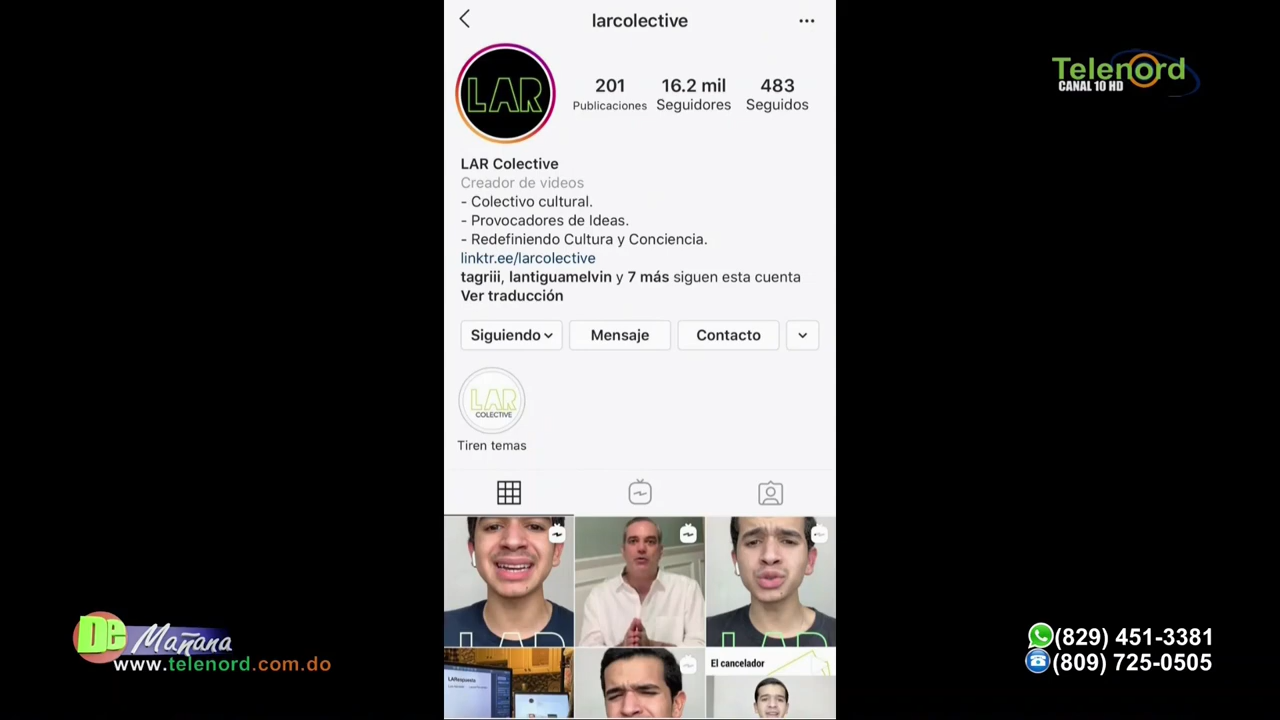 larcolective
LAR
201
Publicaciones
16.2 mil
Seguidores
483
Seguidos
LAR Colective
Creador de videos
- Colectivo cultural.
- Provocadores de Ideas.
- Redefiniendo Cultura y Conciencia.
linktr.ee/larcolective
tagriii, lantiguamelvin y 7 más siguen esta cuenta
Ver traducción
Siguiendo
Mensaje
Contacto
LAR
COLECTIVE
Tiren temas
LAR
LAR
LARespuesta
El cancelador
Telenord
CANAL 10 HD
De Mañana
www.telenord.com.do
(829) 451-3381
(809) 725-0505